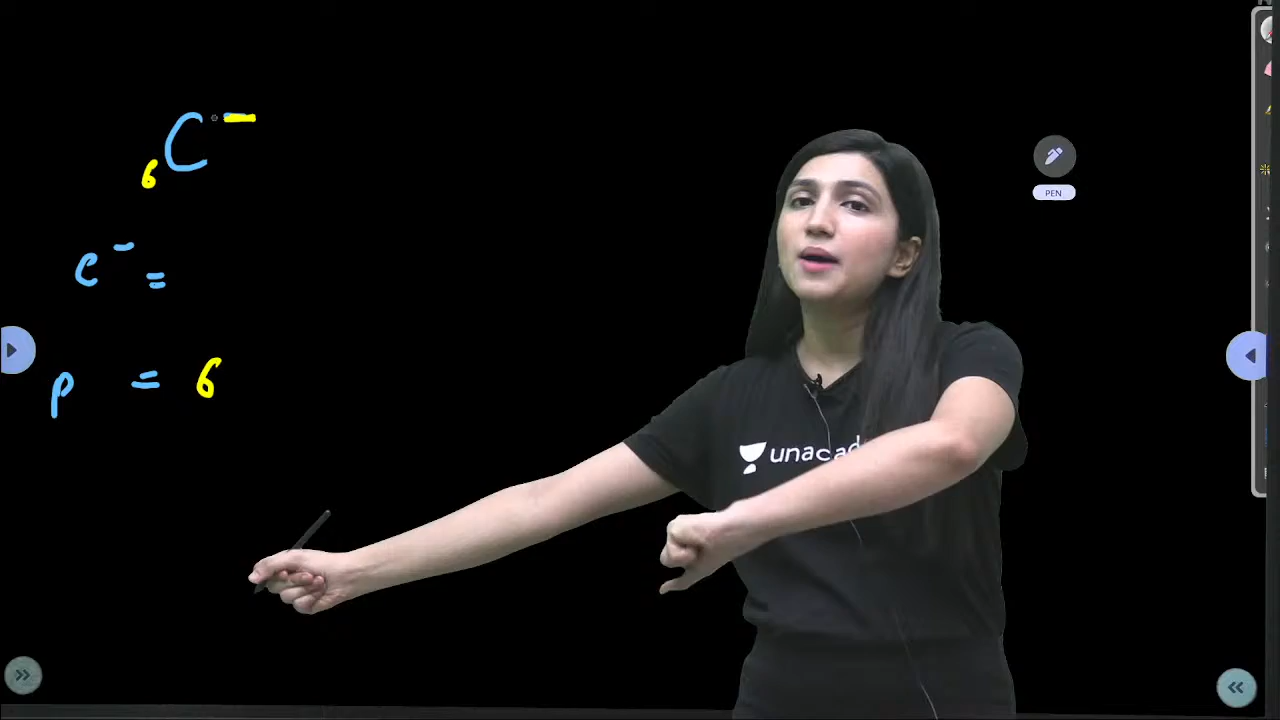 ₆C⁻
e⁻ =
p = 6
PEN
unacad